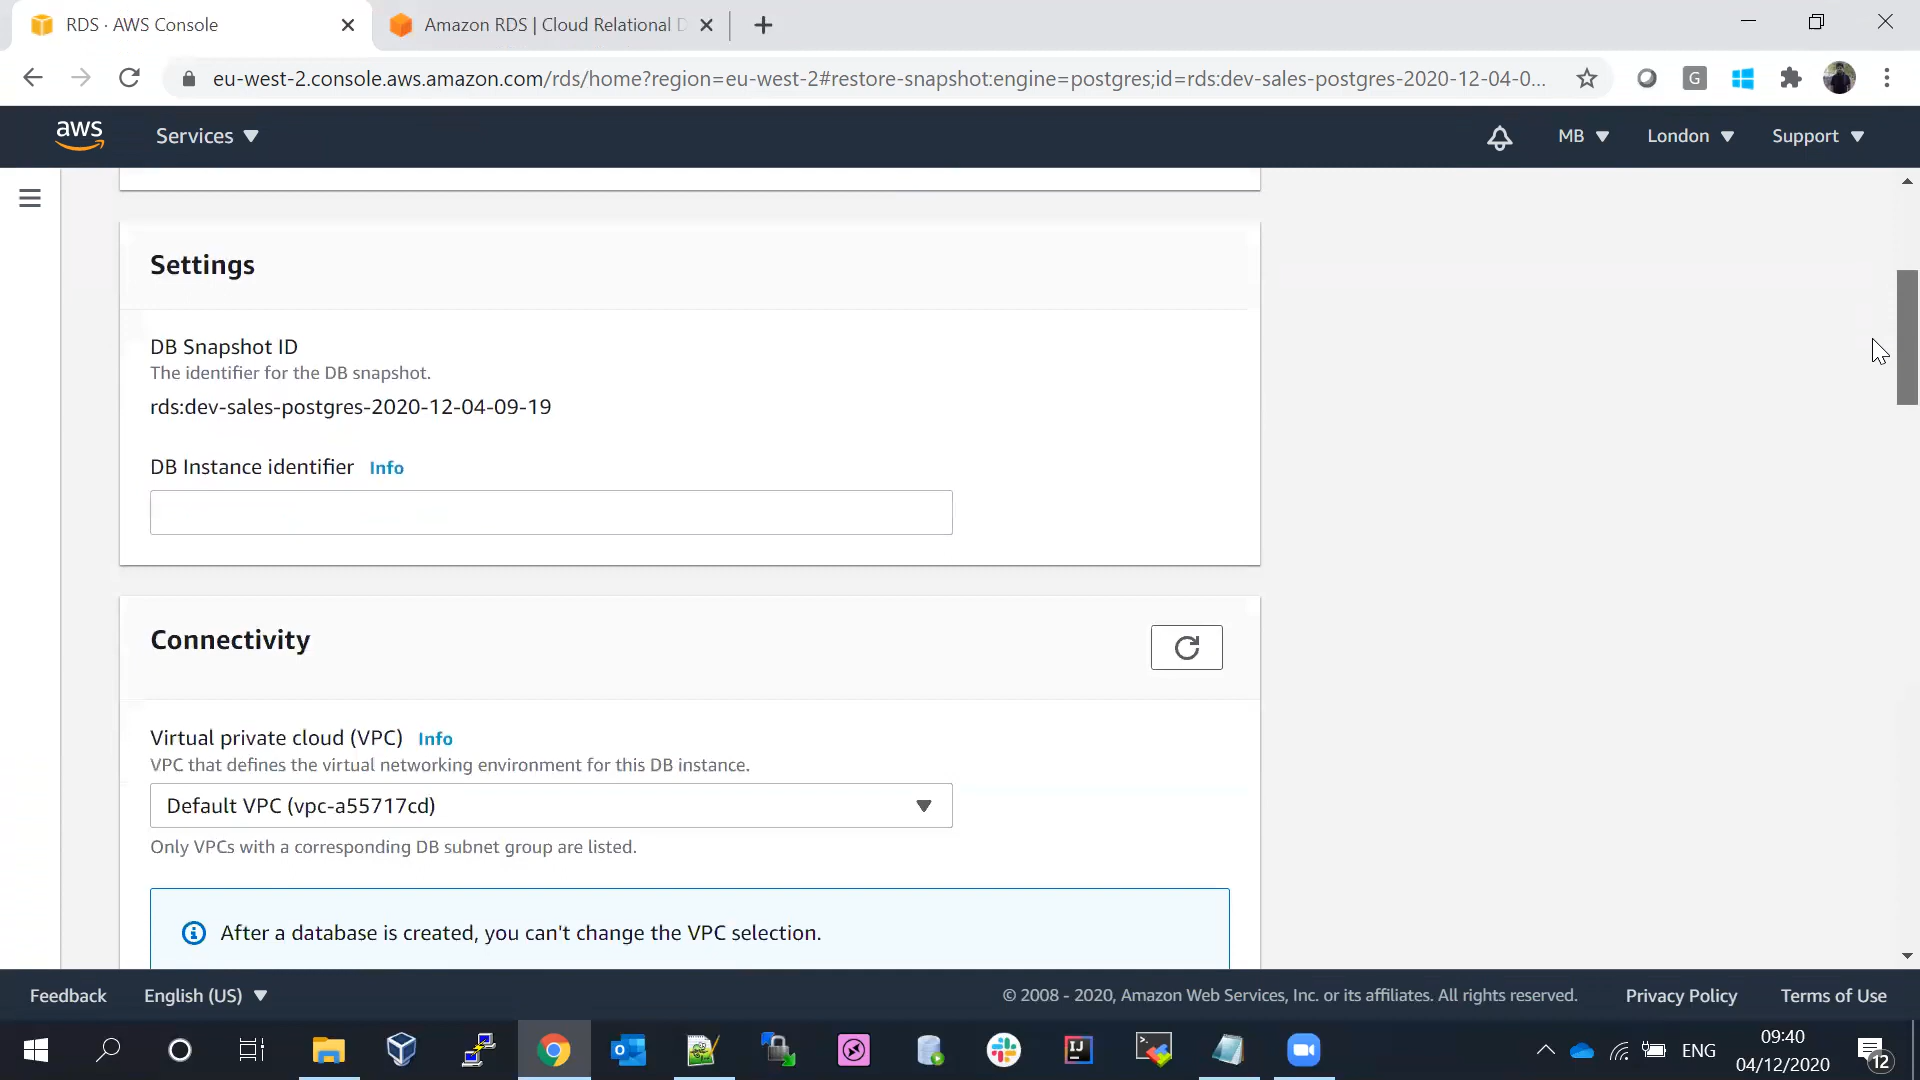 RDS · AWS Console
Amazon RDS | Cloud Relational D
eu-west-2.console.aws.amazon.com/rds/home?region=eu-west-2#restore-snapshot:engine=postgres;id=rds:dev-sales-postgres-2020-12-04-0...
G
aws
Services
MB
London
Support
Settings
DB Snapshot ID
The identifier for the DB snapshot.
rds:dev-sales-postgres-2020-12-04-09-19
DB Instance identifier Info
Connectivity
Virtual private cloud (VPC) Info
VPC that defines the virtual networking environment for this DB instance.
Default VPC (vpc-a55717cd)
Only VPCs with a corresponding DB subnet group are listed.
After a database is created, you can't change the VPC selection.
Feedback
English (US)
© 2008 - 2020, Amazon Web Services, Inc. or its affiliates. All rights reserved.
Privacy Policy
Terms of Use
IJ
ENG
09:40
04/12/2020
12